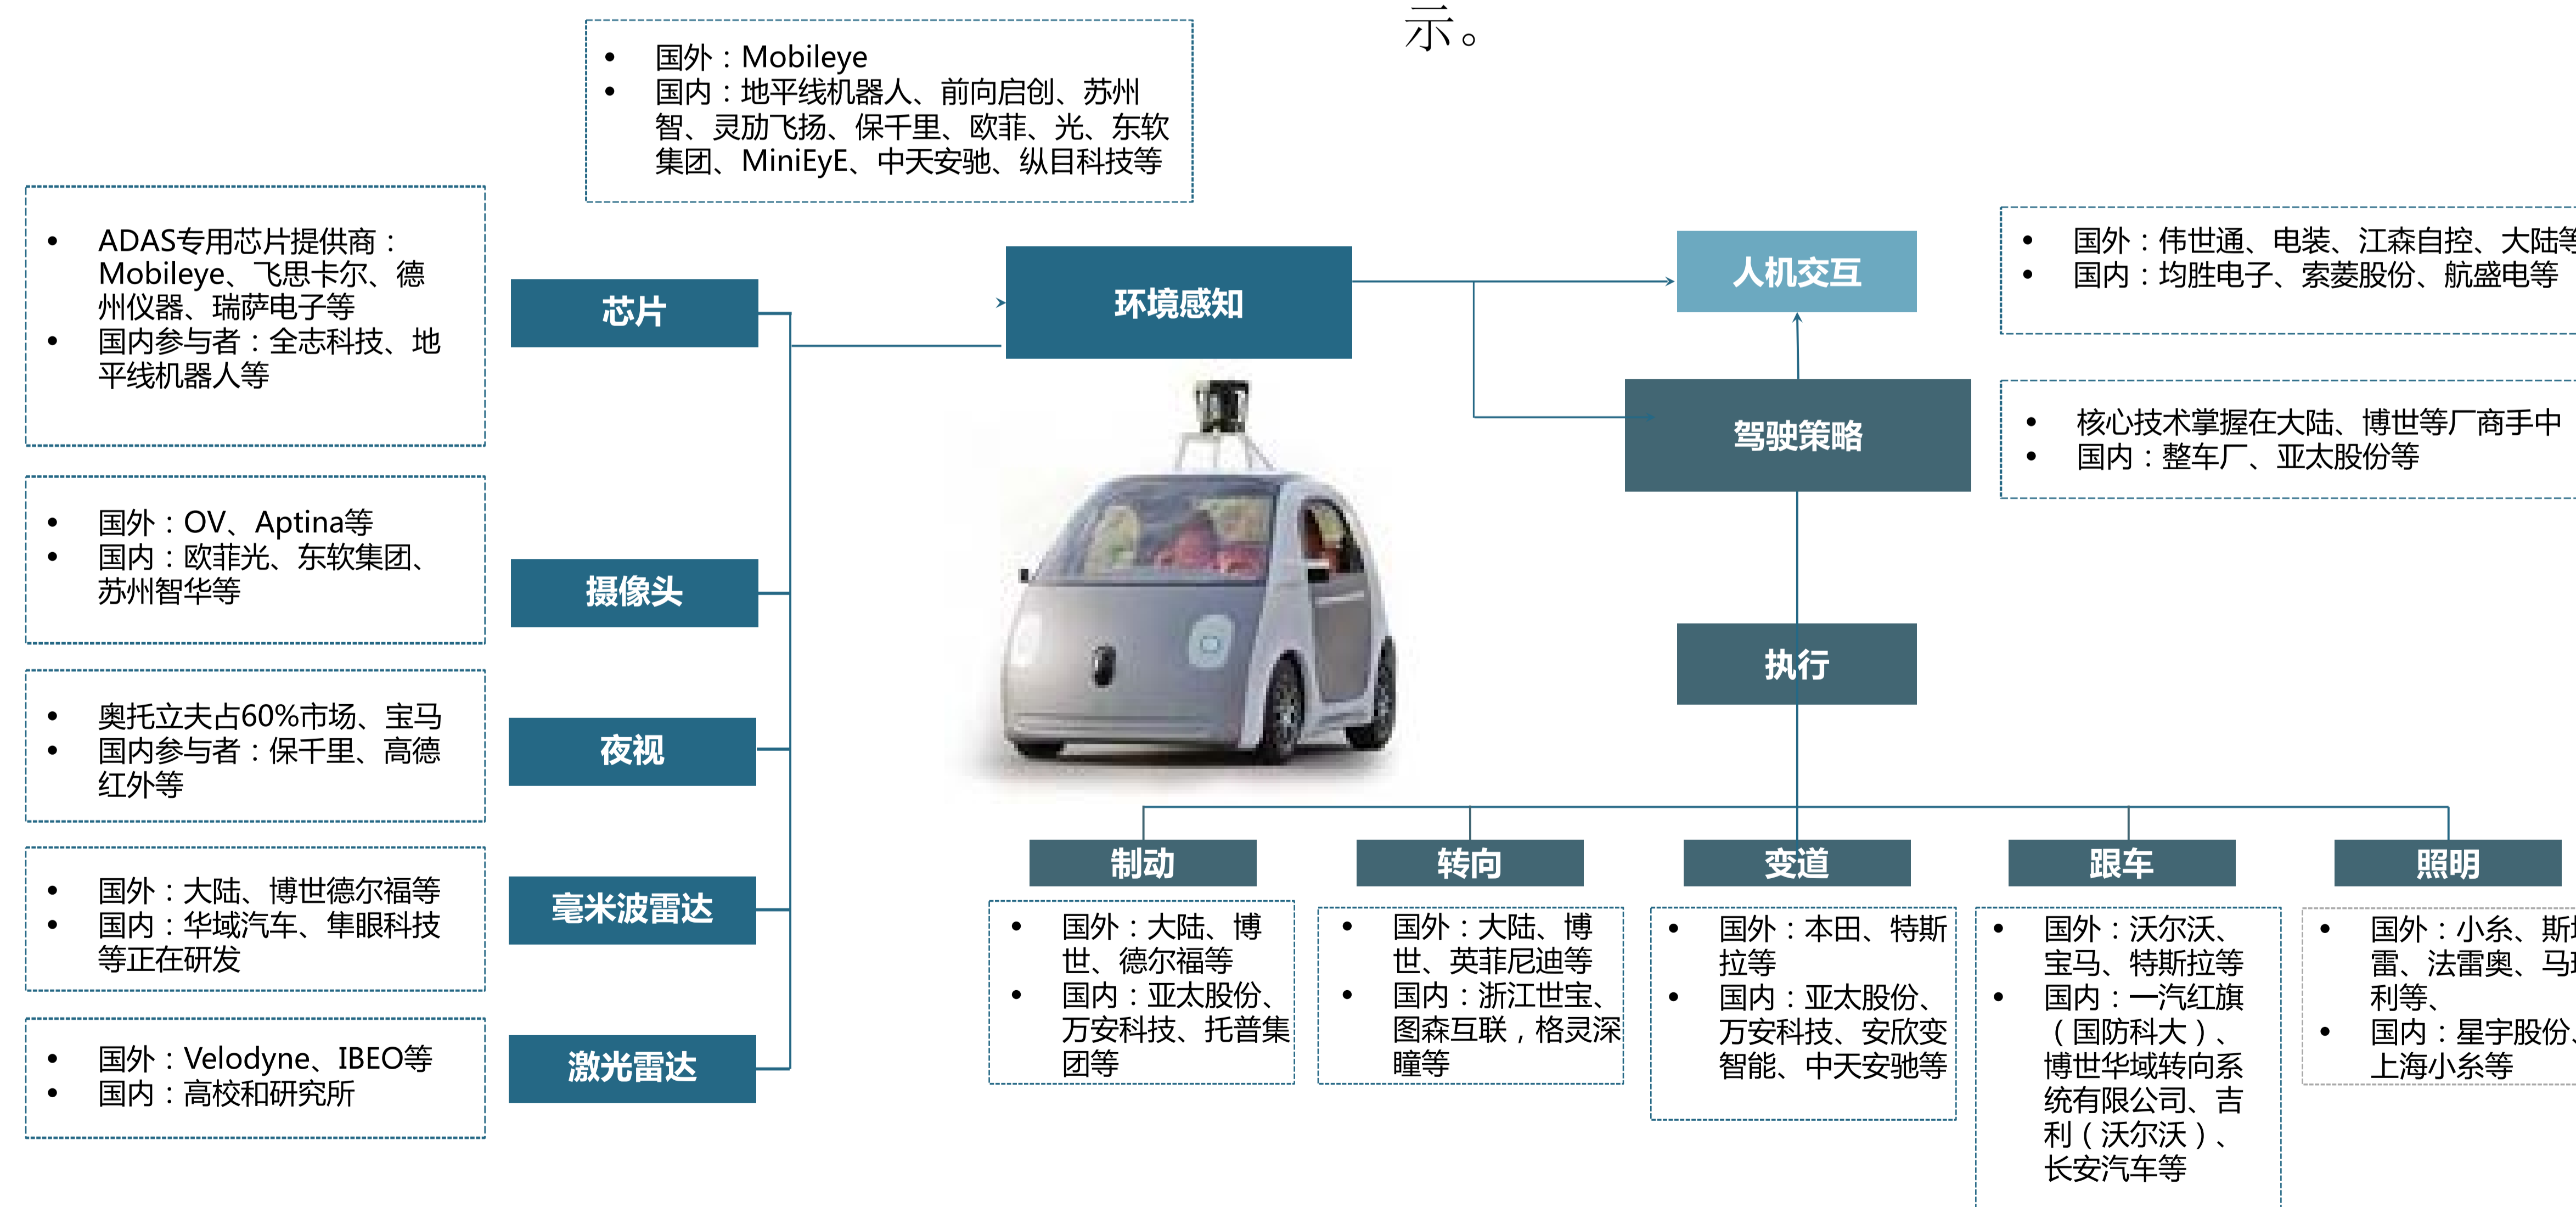 示。
• 国外：Mobileye
• 国内：地平线机器人、前向启创、苏州
智、灵励飞扬、保千里、欧菲、光、东软
集团、MiniEyE、中天安驰、纵目科技等
• ADAS专用芯片提供商：
Mobileye、飞思卡尔、德
州仪器、瑞萨电子等
• 国内参与者：全志科技、地
平线机器人等
芯片
• 国外：OV、Aptina等
• 国内：欧菲光、东软集团、
苏州智华等
摄像头
• 奥托立夫占60%市场、宝马
• 国内参与者：保千里、高德
红外等
夜视
• 国外：大陆、博世德尔福等
• 国内：华域汽车、隼眼科技
等正在研发
毫米波雷达
• 国外：Velodyne、IBEO等
• 国内：高校和研究所
激光雷达
环境感知
人机交互
• 国外：伟世通、电装、江森自控、大陆等
• 国内：均胜电子、索菱股份、航盛电等
驾驶策略
• 核心技术掌握在大陆、博世等厂商手中
• 国内：整车厂、亚太股份等
执行
制动
• 国外：大陆、博
世、德尔福等
• 国内：亚太股份、
万安科技、托普集
团等
转向
• 国外：大陆、博
世、英菲尼迪等
• 国内：浙江世宝、
图森互联，格灵深
瞳等
变道
• 国外：本田、特斯
拉等
• 国内：亚太股份、
万安科技、安欣变
智能、中天安驰等
跟车
• 国外：沃尔沃、
宝马、特斯拉等
• 国内：一汽红旗
（国防科大）、
博世华域转向系
统有限公司、吉
利（沃尔沃）、
长安汽车等
照明
• 国外：小糸、斯
雷、法雷奥、马
利等、
• 国内：星宇股份、
上海小糸等